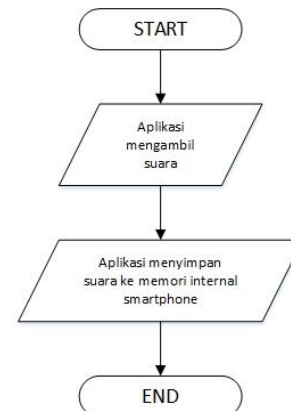 START
Aplikasi
mengambil
suara
Aplikasi menyimpan
suara ke memori internal
smartphone
END